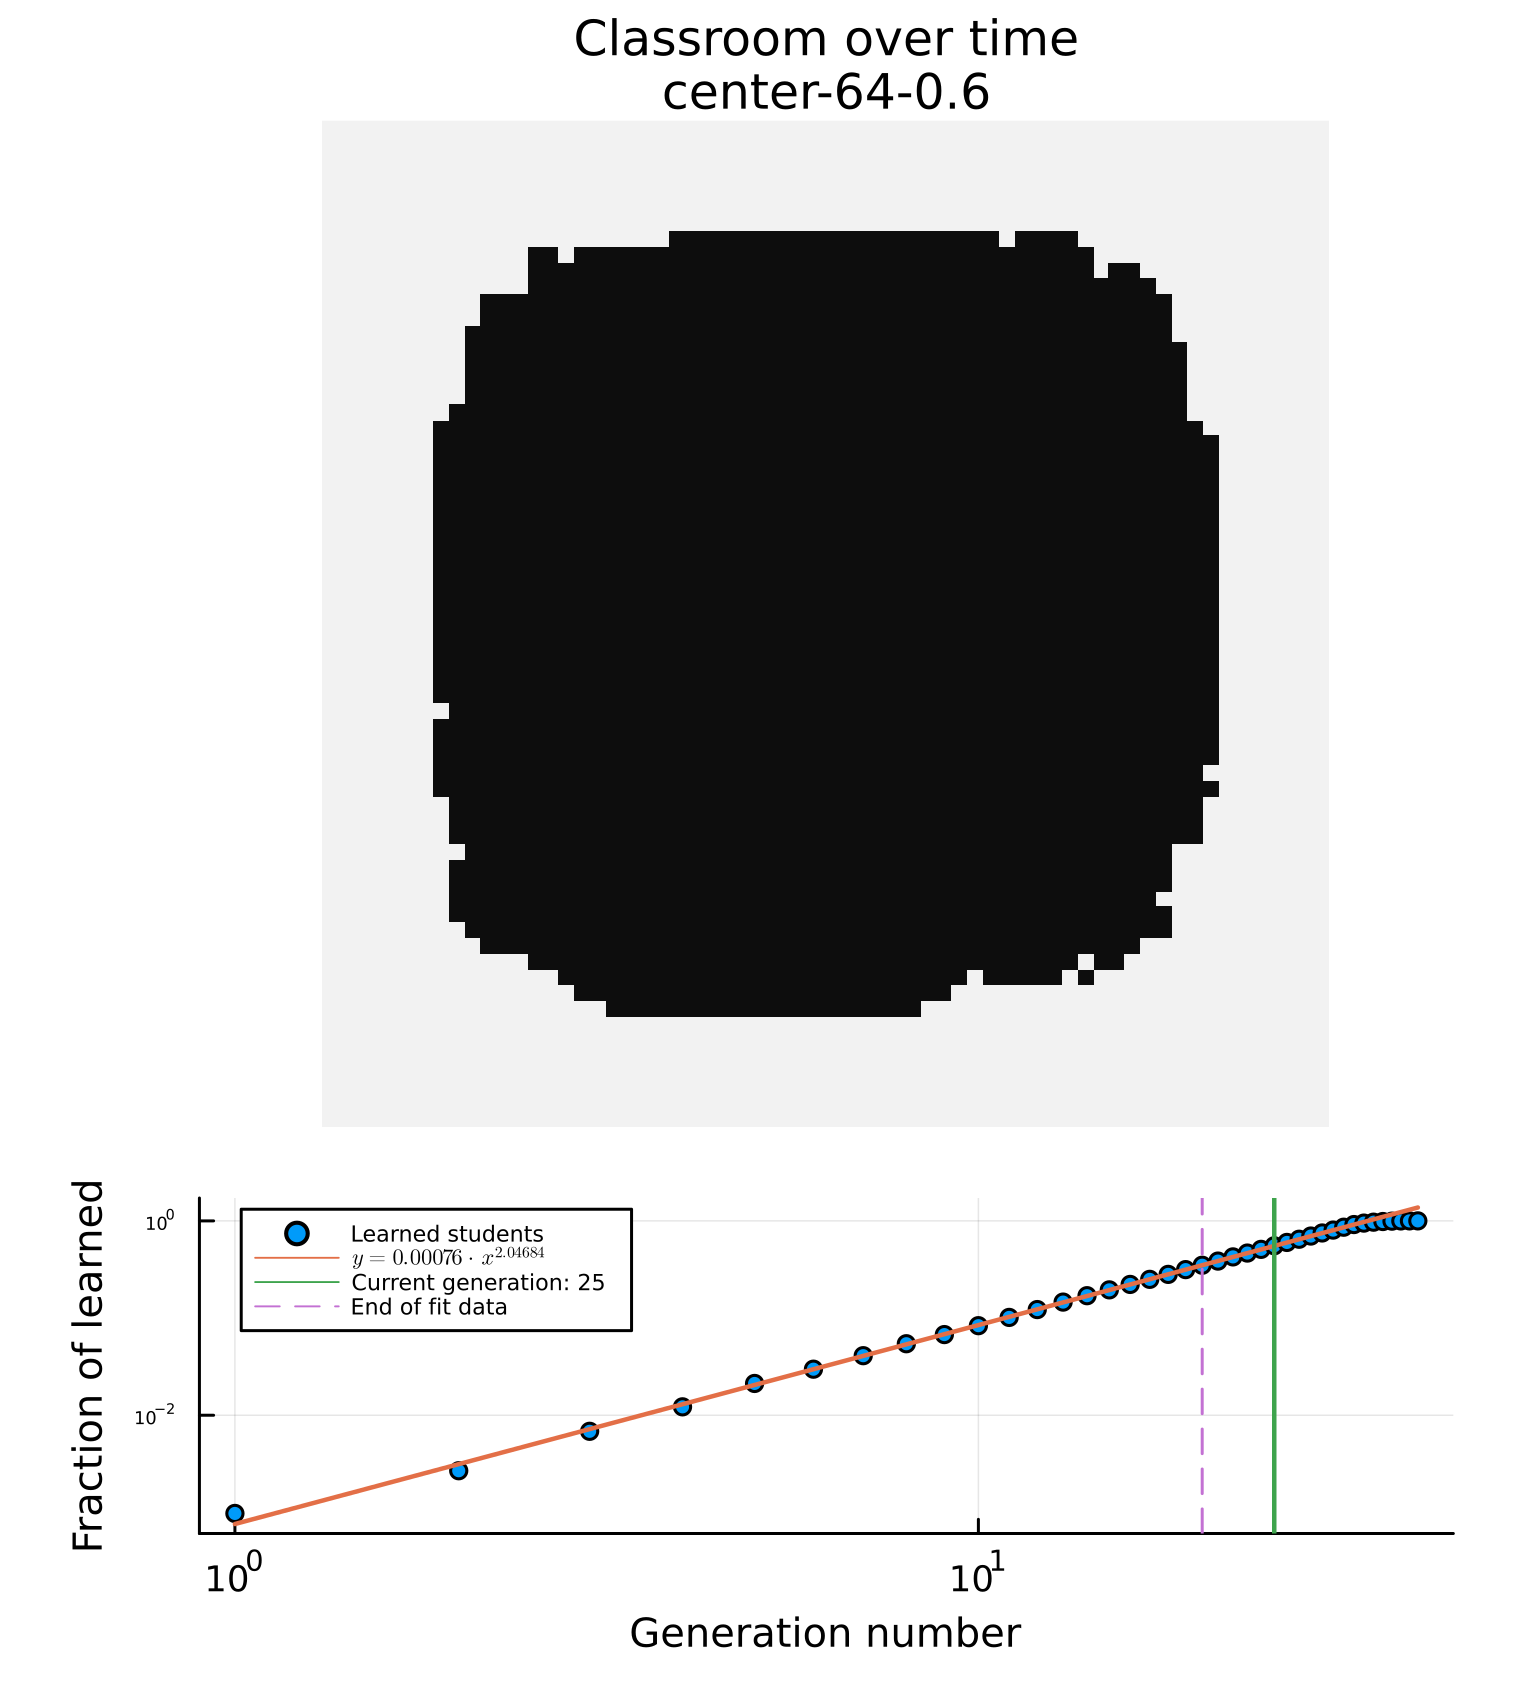 Classroom over time
center-64-0.6
Fraction of learned
10^0
10^-2
Learned students
y = 0.00076 · x^2.04684
Current generation: 25
End of fit data
10^0
10^1
Generation number